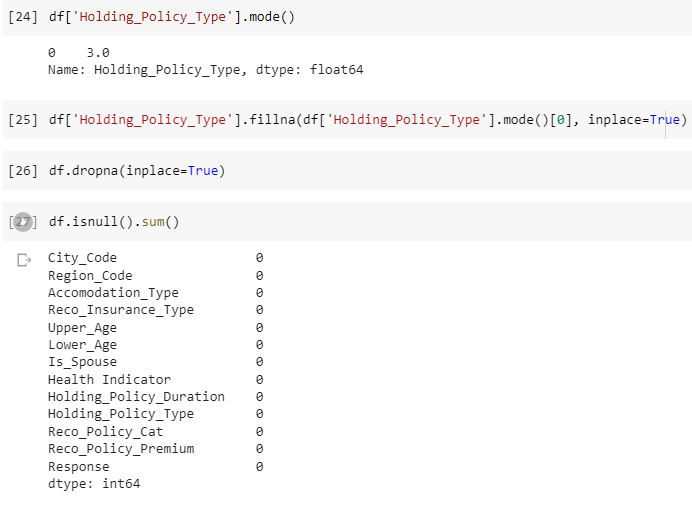 [24] df['Holding_Policy_Type'].mode()
0    3.0
Name: Holding_Policy_Type, dtype: float64
[25] df['Holding_Policy_Type'].fillna(df['Holding_Policy_Type'].mode()[0], inplace=True)
[26] df.dropna(inplace=True)
[27] df.isnull().sum()
City_Code                 0
Region_Code               0
Accomodation_Type         0
Reco_Insurance_Type       0
Upper_Age                 0
Lower_Age                 0
Is_Spouse                 0
Health Indicator          0
Holding_Policy_Duration   0
Holding_Policy_Type       0
Reco_Policy_Cat           0
Reco_Policy_Premium       0
Response                  0
dtype: int64